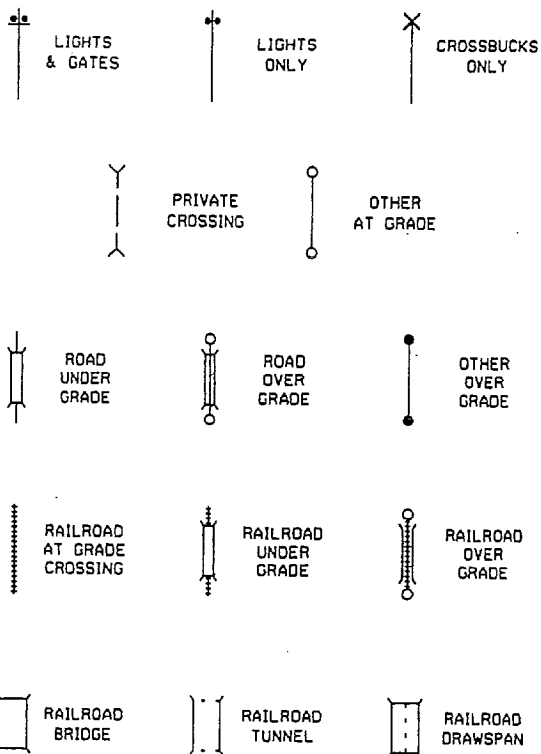 LIGHTS
& GATES
LIGHTS
ONLY
CROSSBUCKS
ONLY
PRIVATE
CROSSING
OTHER
AT GRADE
ROAD
UNDER
GRADE
ROAD
OVER
GRADE
OTHER
OVER
GRADE
RAILROAD
AT GRADE
CROSSING
RAILROAD
UNDER
GRADE
RAILROAD
OVER
GRADE
RAILROAD
BRIDGE
RAILROAD
TUNNEL
RAILROAD
DRAWSPAN